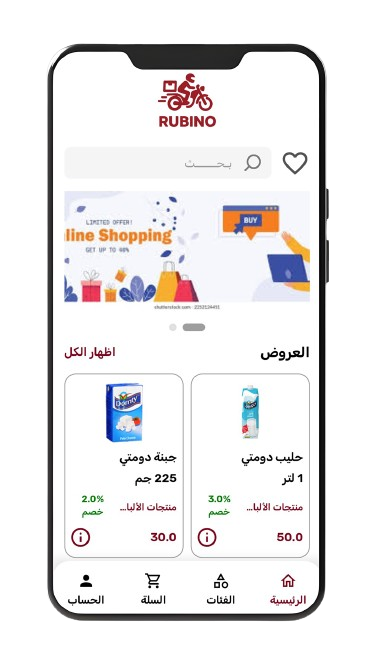 RUBINO
بحـــــث
LIMITED OFFER!
line Shopping
GET UP TO 40%
BUY
shutterstock.com · 2252124451
العروض
اظهار الكل
Domty
حليب دومتي
1 لتر
منتجات الألبا...
3.0%
خصم
50.0
جبنة دومتي
225 جم
منتجات الألبا...
2.0%
خصم
30.0
الرئيسية
الفئات
السلة
الحساب